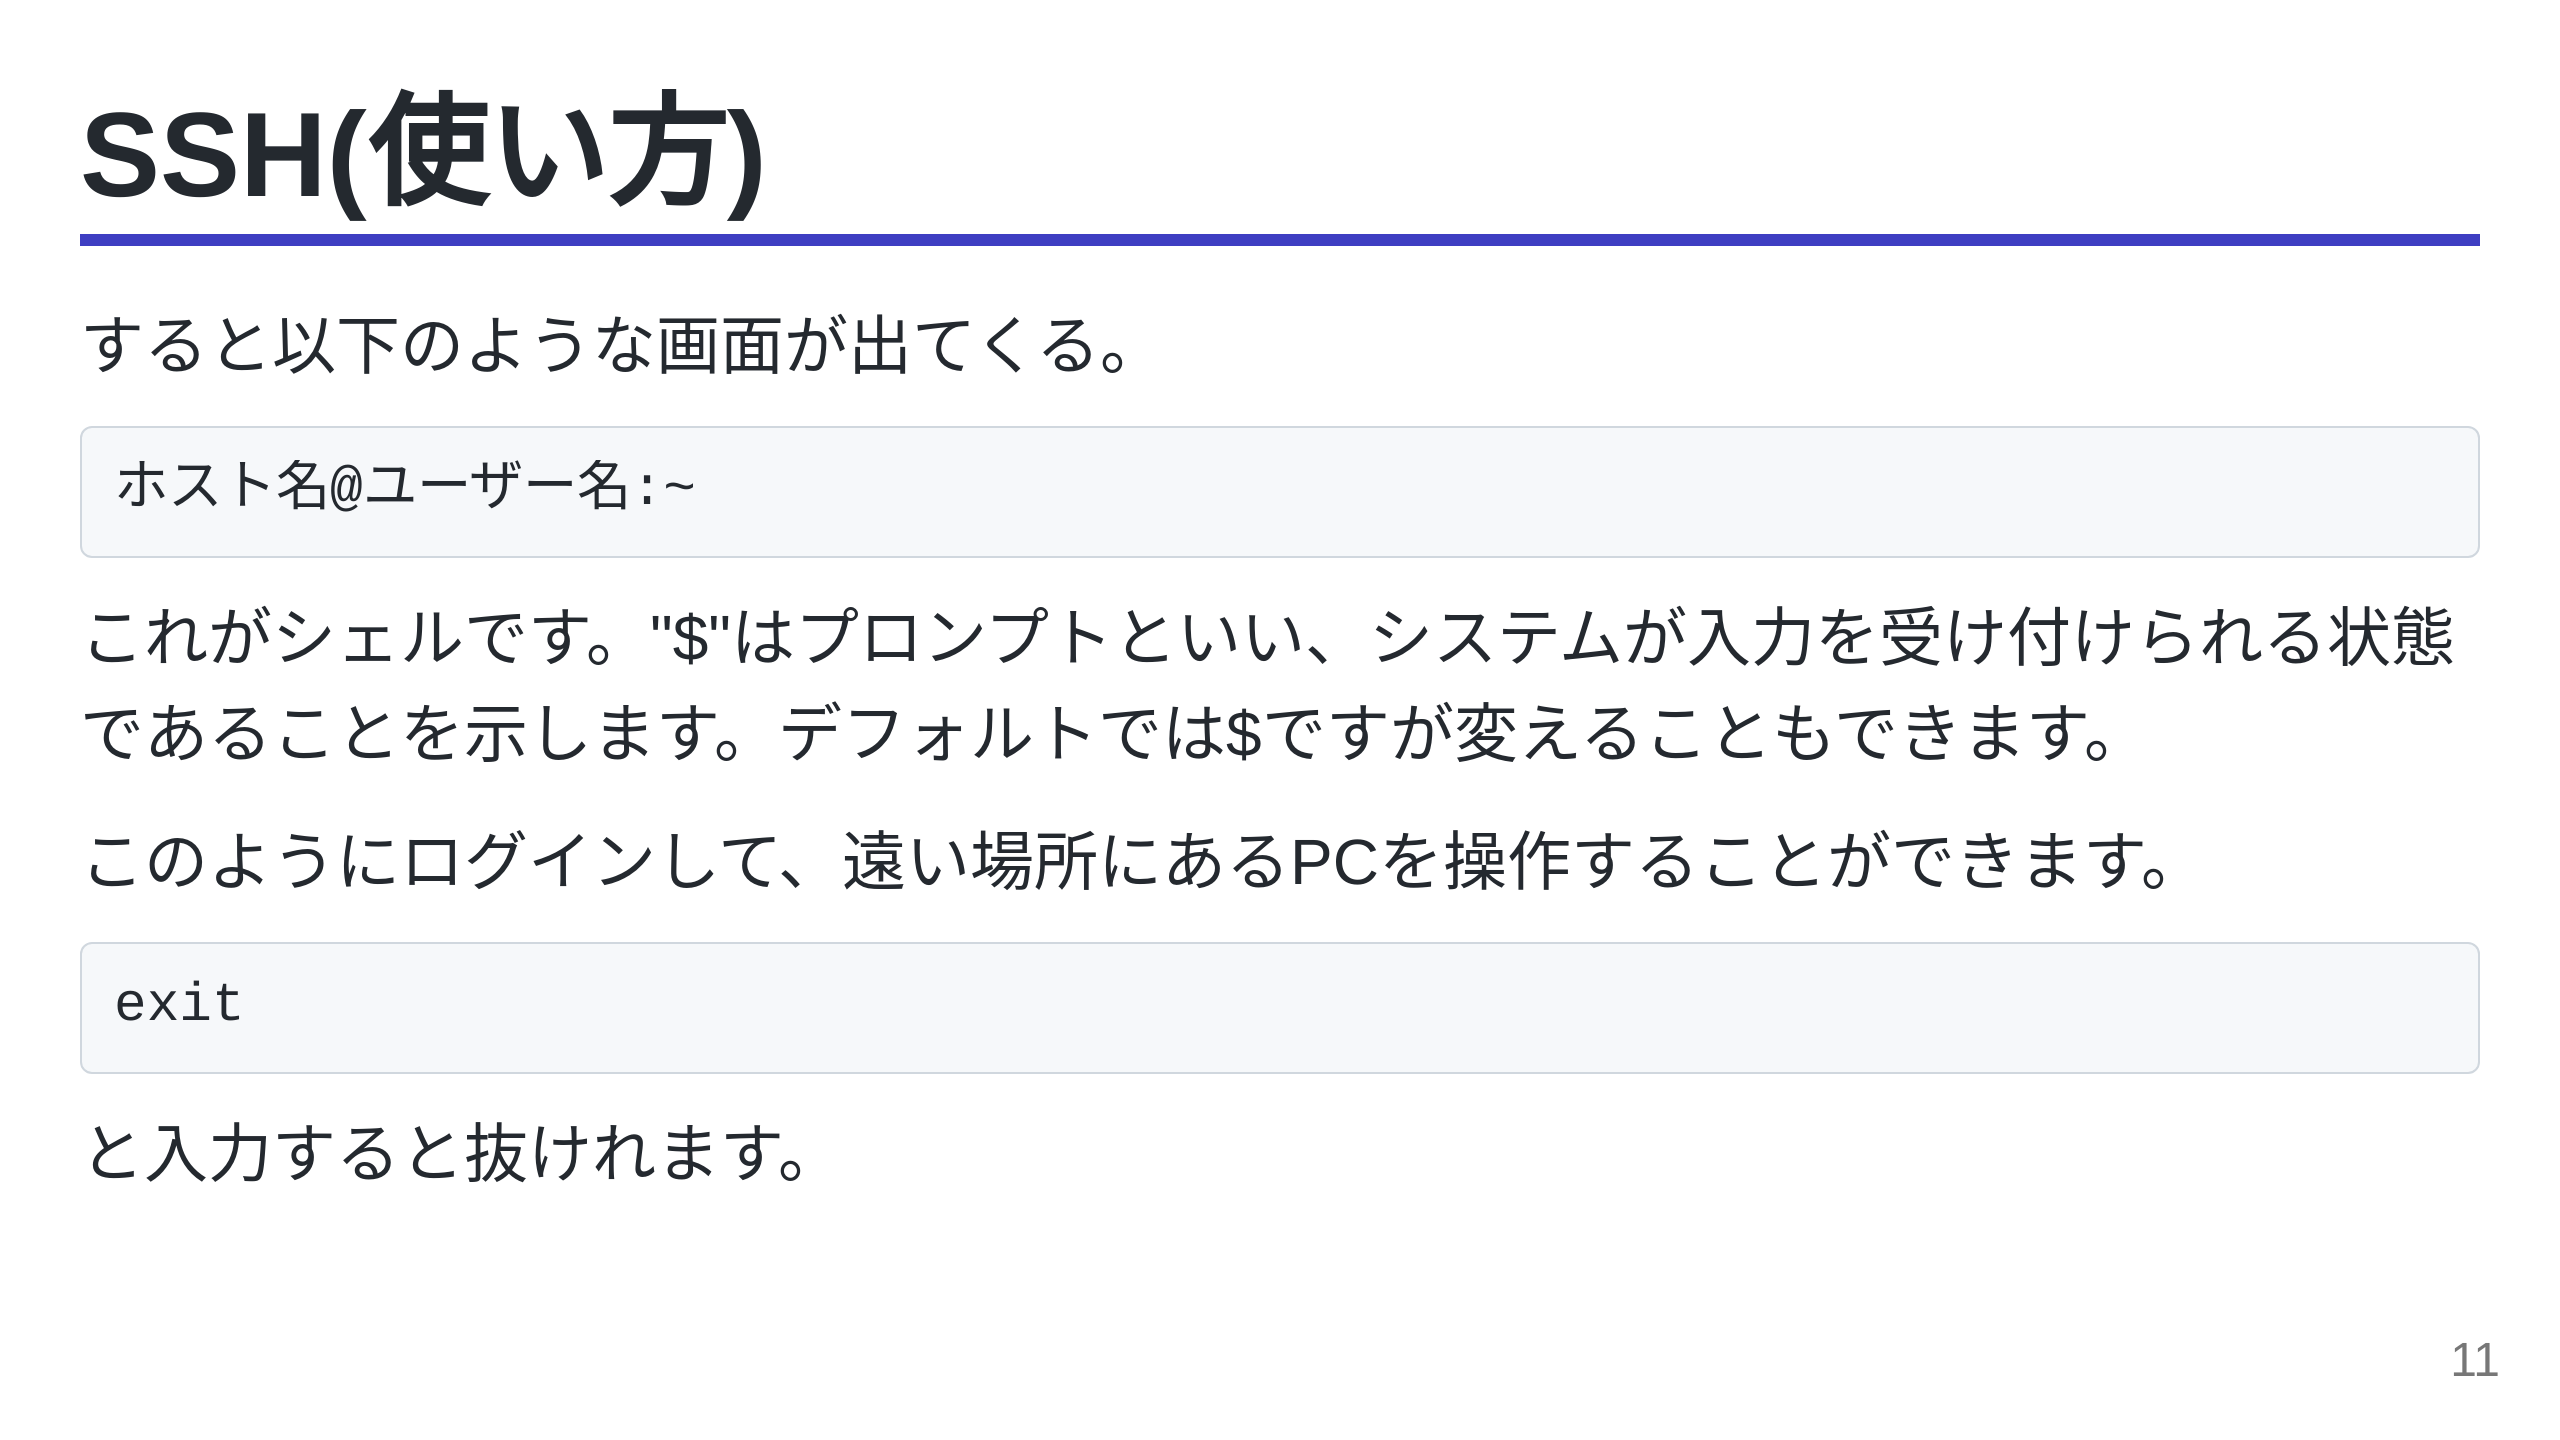 SSH(使い方)
すると以下のような画面が出てくる。
ホスト名@ユーザー名:~
これがシェルです。"$"はプロンプトといい、システムが入力を受け付けられる状態
であることを示します。デフォルトでは$ですが変えることもできます。
このようにログインして、遠い場所にあるPCを操作することができます。
exit
と入力すると抜けれます。
11